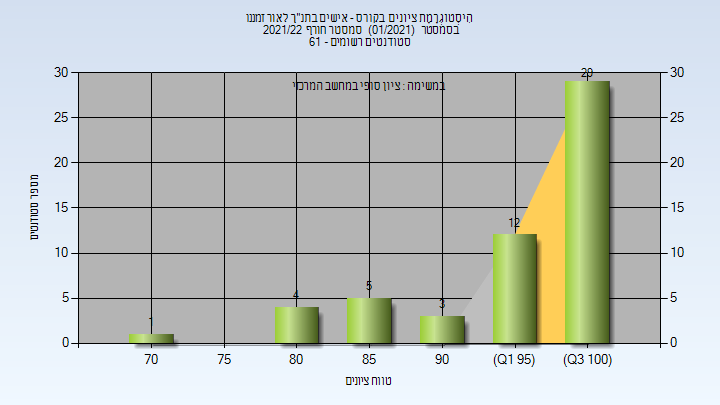 היסטוגרמת ציונים בקורס - אישים בתנ"ך לאור זמננו
בסמסטר (01/2021) סמסטר חורף 2021/22
סטודנטים רשומים - 61
במשימה : ציון סופי במחשב המרכזי
30 30
25 25
20 20
15 15
10 10
5 5
0 0
מספר סטודנטים
1 4 5 3 12 29
70 75 80 85 90 (Q1 95) (Q3 100)
טווח ציונים